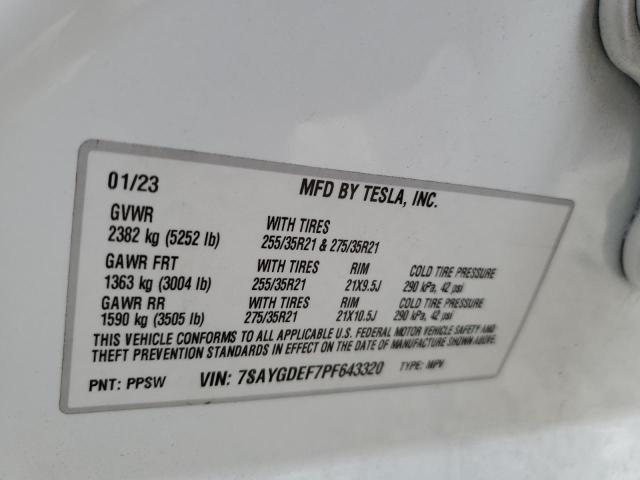 01/23 MFD BY TESLA, INC.
GVWR
2382 kg (5252 lb) WITH TIRES 255/35R21 & 275/35R21
GAWR FRT WITH TIRES RIM COLD TIRE PRESSURE
1363 kg (3004 lb) 255/35R21 21X9.5J 290 kPa, 42 psi
GAWR RR WITH TIRES RIM COLD TIRE PRESSURE
1590 kg (3505 lb) 275/35R21 21X10.5J 290 kPa, 42 psi
THIS VEHICLE CONFORMS TO ALL APPLICABLE U.S. FEDERAL MOTOR VEHICLE SAFETY AND
THEFT PREVENTION STANDARDS IN EFFECT ON THE DATE OF MANUFACTURE SHOWN ABOVE.
PNT: PPSW VIN: 7SAYGDEF7PF643320 TYPE: MPV